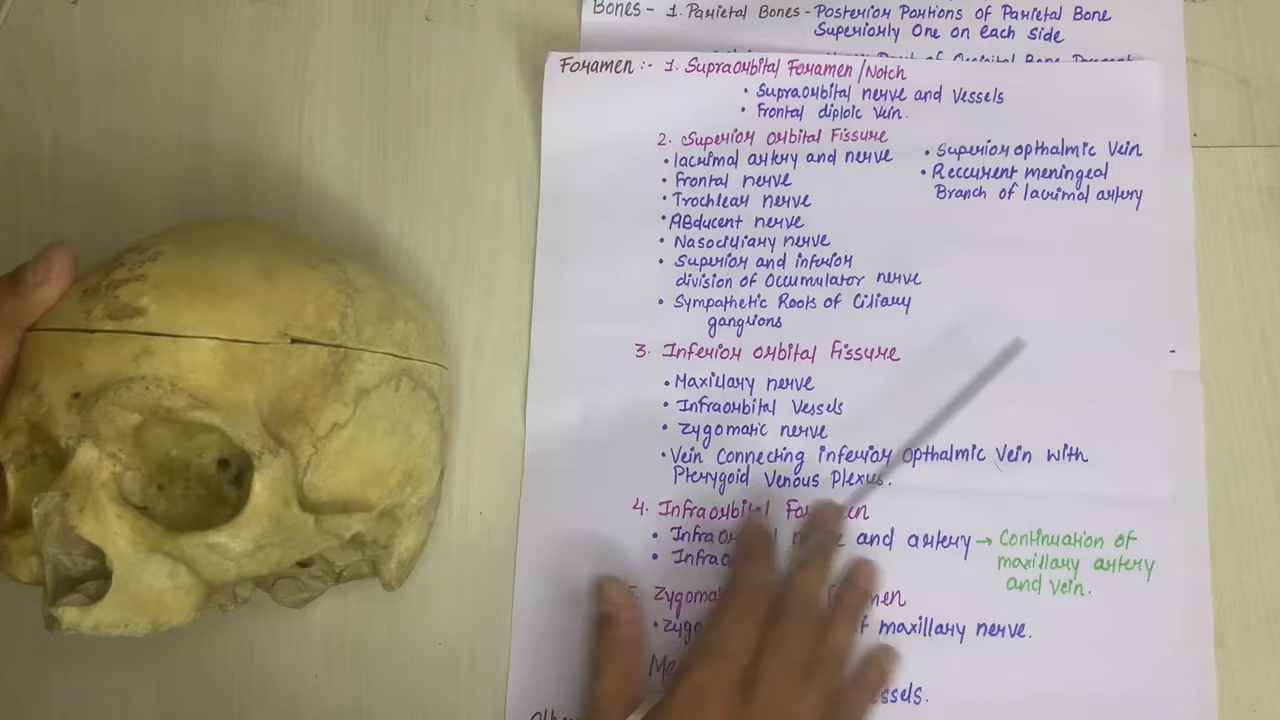 Bones - 1. Parietal Bones - Posterior Portions of Parietal Bone
Superiorly One on each side
Foramen :- 1. Supraorbital Foramen/Notch
• Supraorbital nerve and Vessels
• Frontal diploic vein.
2. Superior orbital Fissure
• lacrimal artery and nerve
• Frontal nerve
• Trochlear nerve
• ABducent nerve
• Nasociliary nerve
• Superior and inferior
division of Occumulator nerve
• Sympathetic Roots of Ciliary
gangrions
• Superior opthalmic Vein
• Reccurent meningeal
Branch of lacrimal artery
3. Inferior orbital fissure
• Maxillary nerve
• Infraorbital Vessels
• Zygomatic nerve
• Vein Connecting inferior opthalmic Vein with
Pterygoid Venous Plexus.
4. Infraorbital
• and artery → Continuation of
maxillary artery
and vein.
•
• of maxillary nerve.